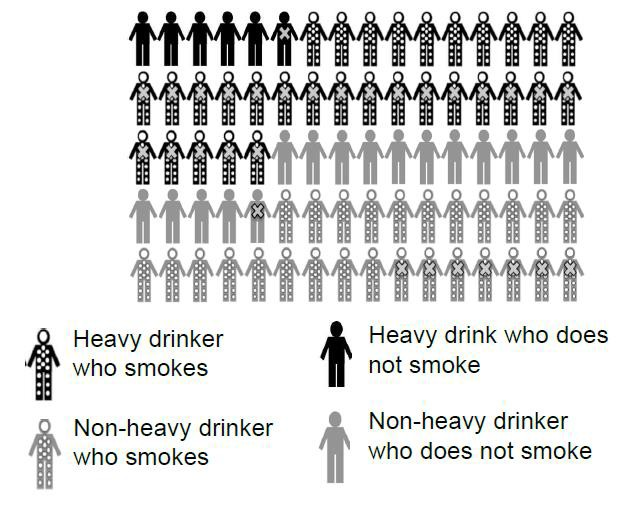 Heavy drinker
who smokes
Heavy drink who does
not smoke
Non-heavy drinker
who smokes
Non-heavy drinker
who does not smoke